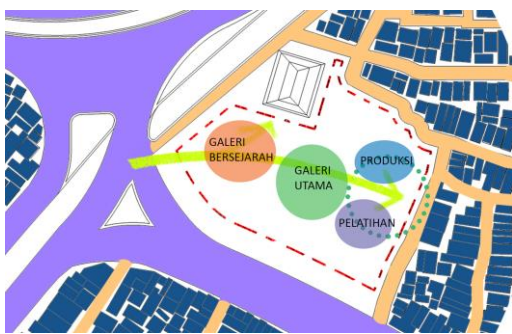 GALERI
BERSEJARAH
GALERI
UTAMA
PRODUKSI
PELATIHAN